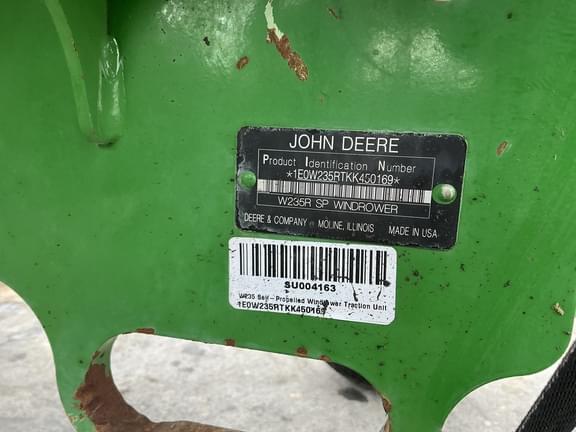 JOHN DEERE
Product Identification Number
*1E0W235RTKK450169*
W235R SP WINDROWER
DEERE & COMPANY MOLINE, ILLINOIS MADE IN USA
SU004163
W235 Self-Propelled Windrower Traction Unit
1E0W235RTKK450169